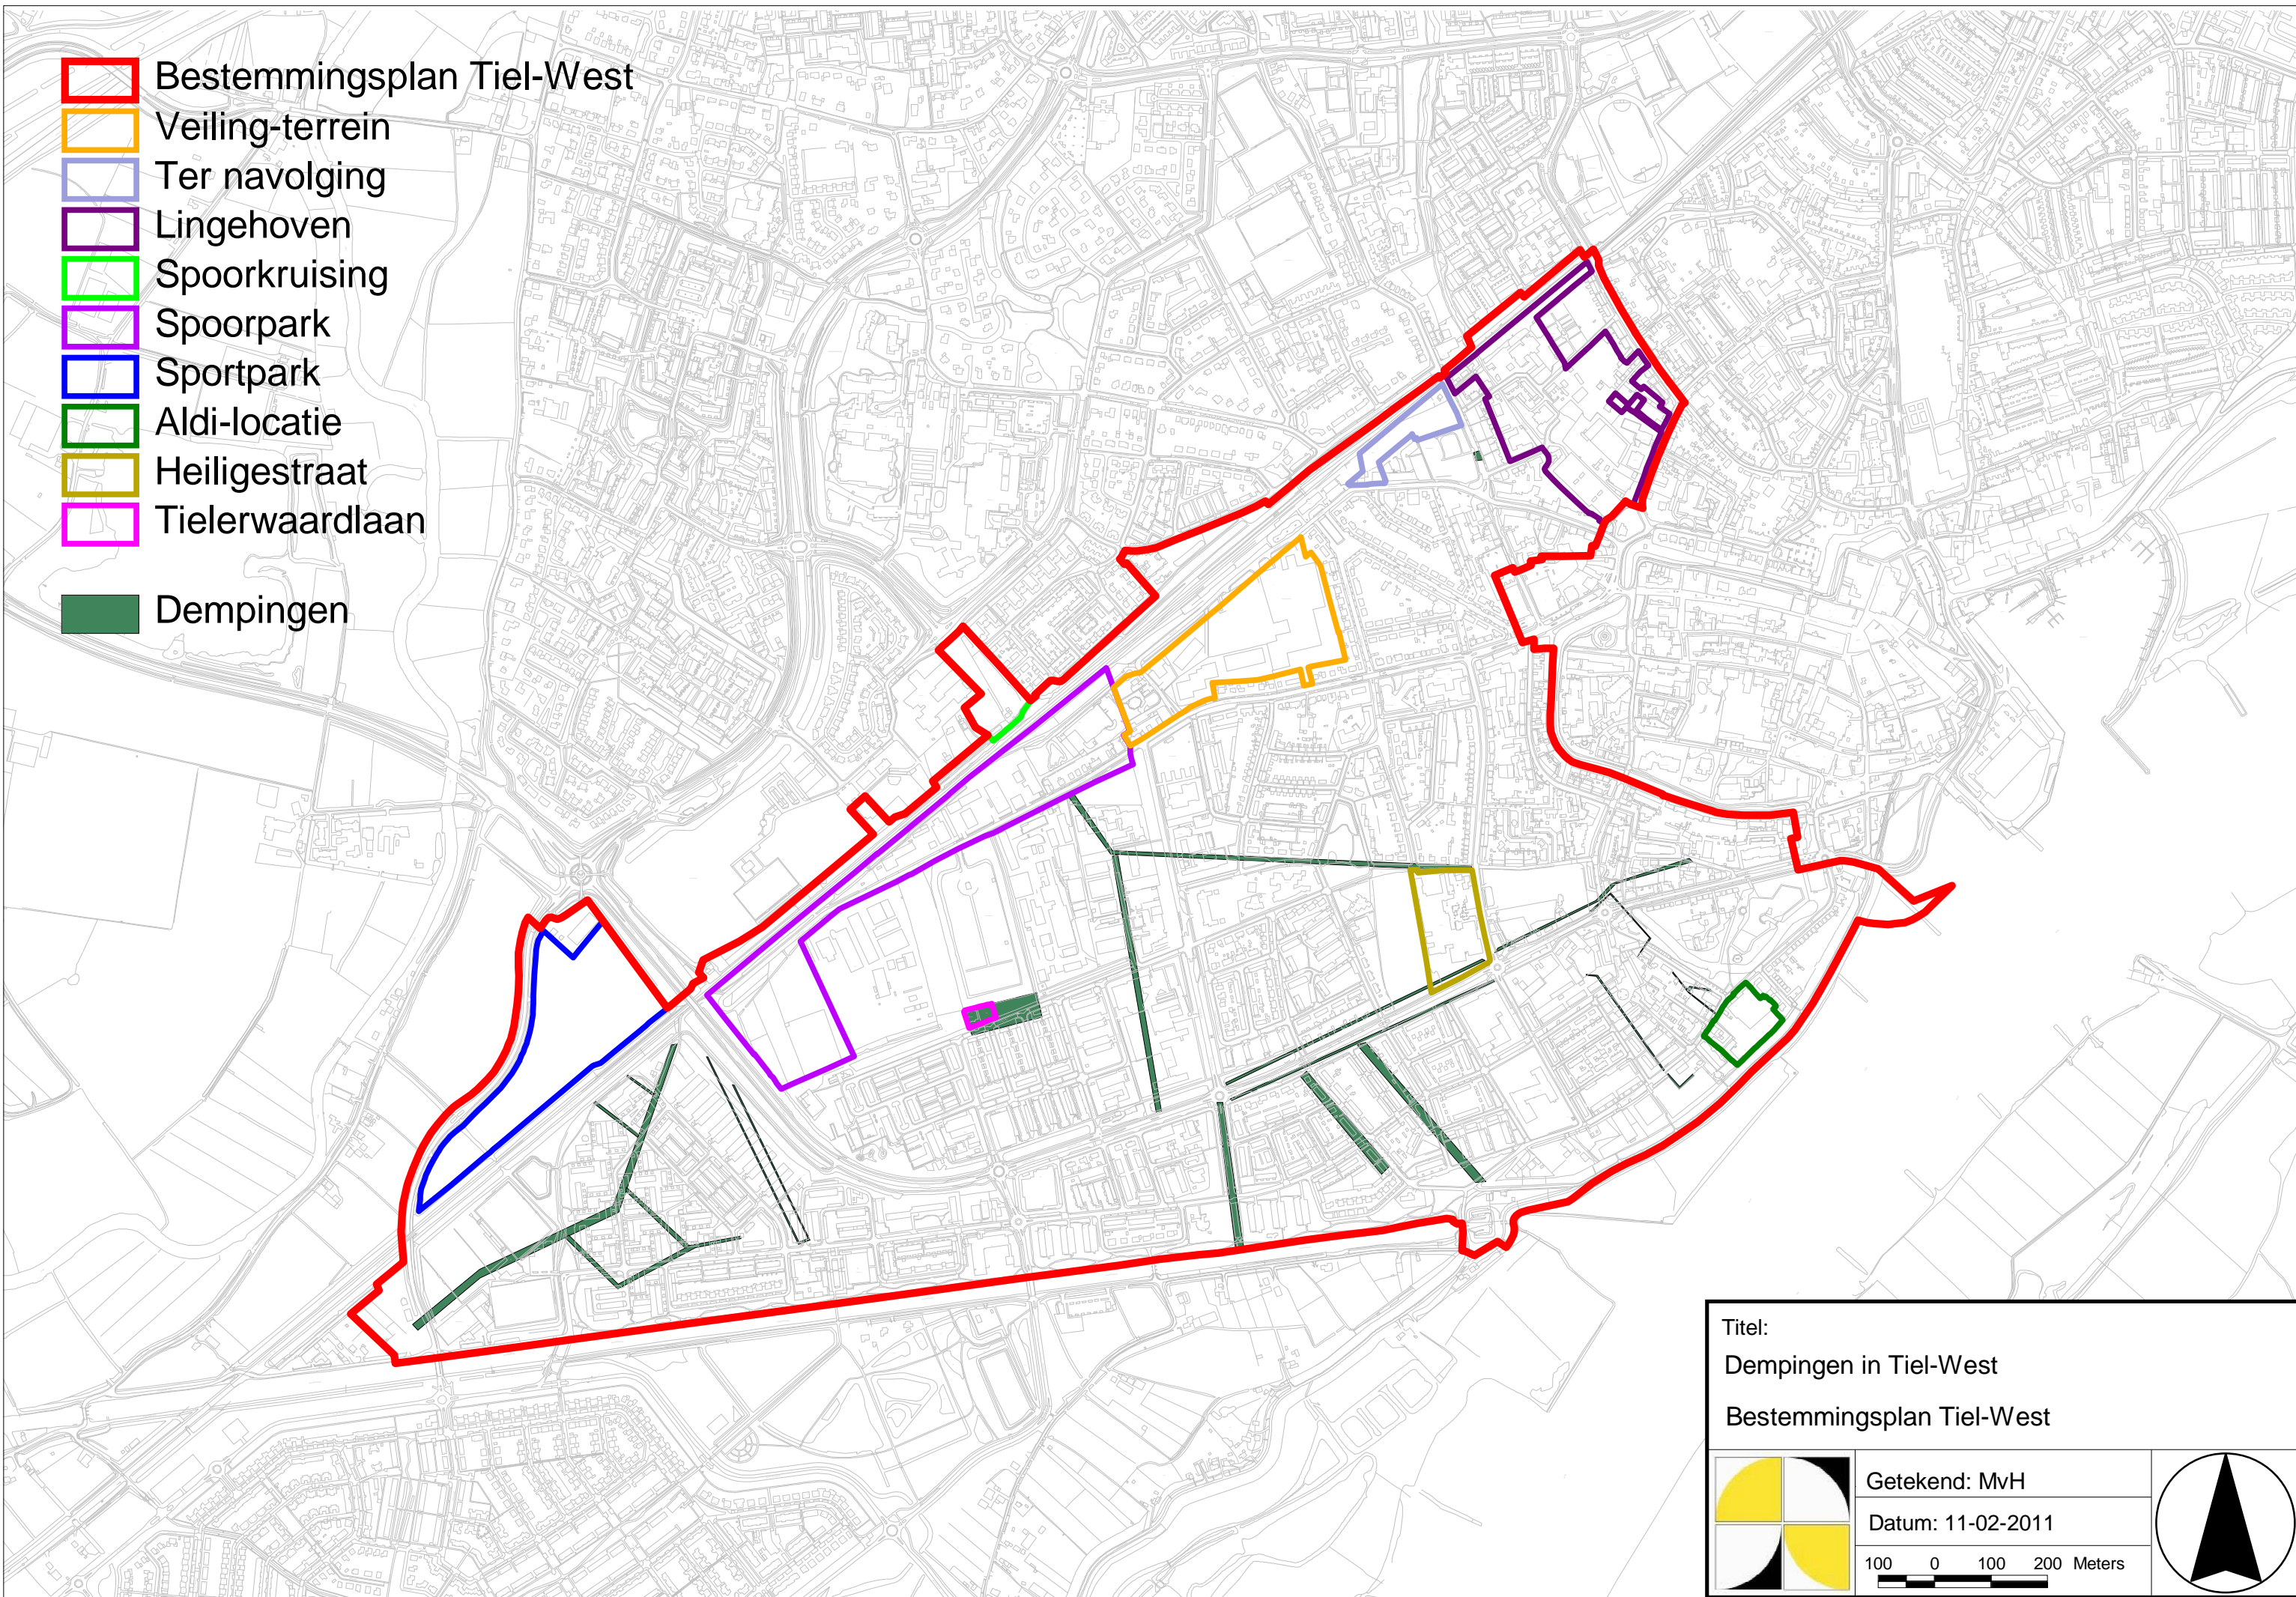 Bestemmingsplan Tiel-West
Veiling-terrein
Ter navolging
Lingehoven
Spoorkruising
Spoorpark
Sportpark
Aldi-locatie
Heiligestraat
Tielerwaardlaan
Dempingen
Titel:
Dempingen in Tiel-West
Bestemmingsplan Tiel-West
Getekend: MvH
Datum: 11-02-2011
100 0 100 200 Meters